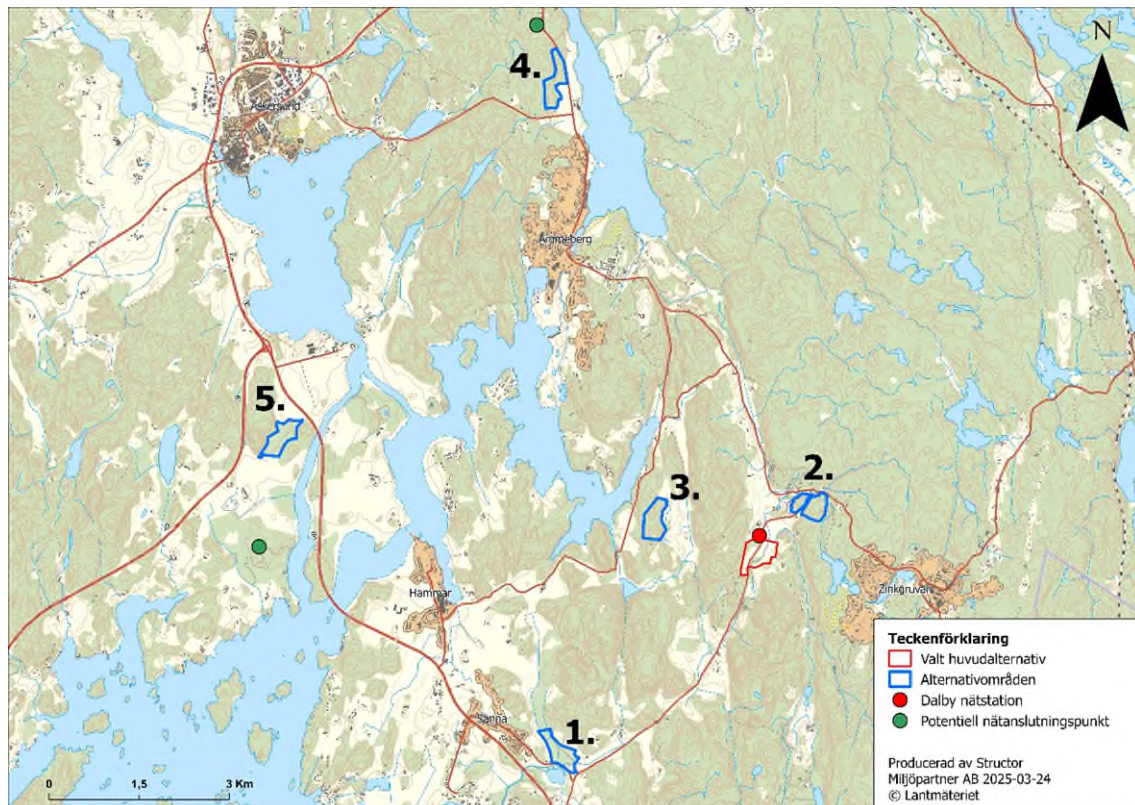 N
4.
Askersund
Åmmeberg
5.
3.
2.
Hammar
Zinkgruvan
Sänna
1.
0 1,5 3 Km
Teckenförklaring
Valt huvudalternativ
Alternativområden
Dalby nätstation
Potentiell nätanslutningspunkt
Producerad av Structor
Miljöpartner AB 2025-03-24
© Lantmäteriet